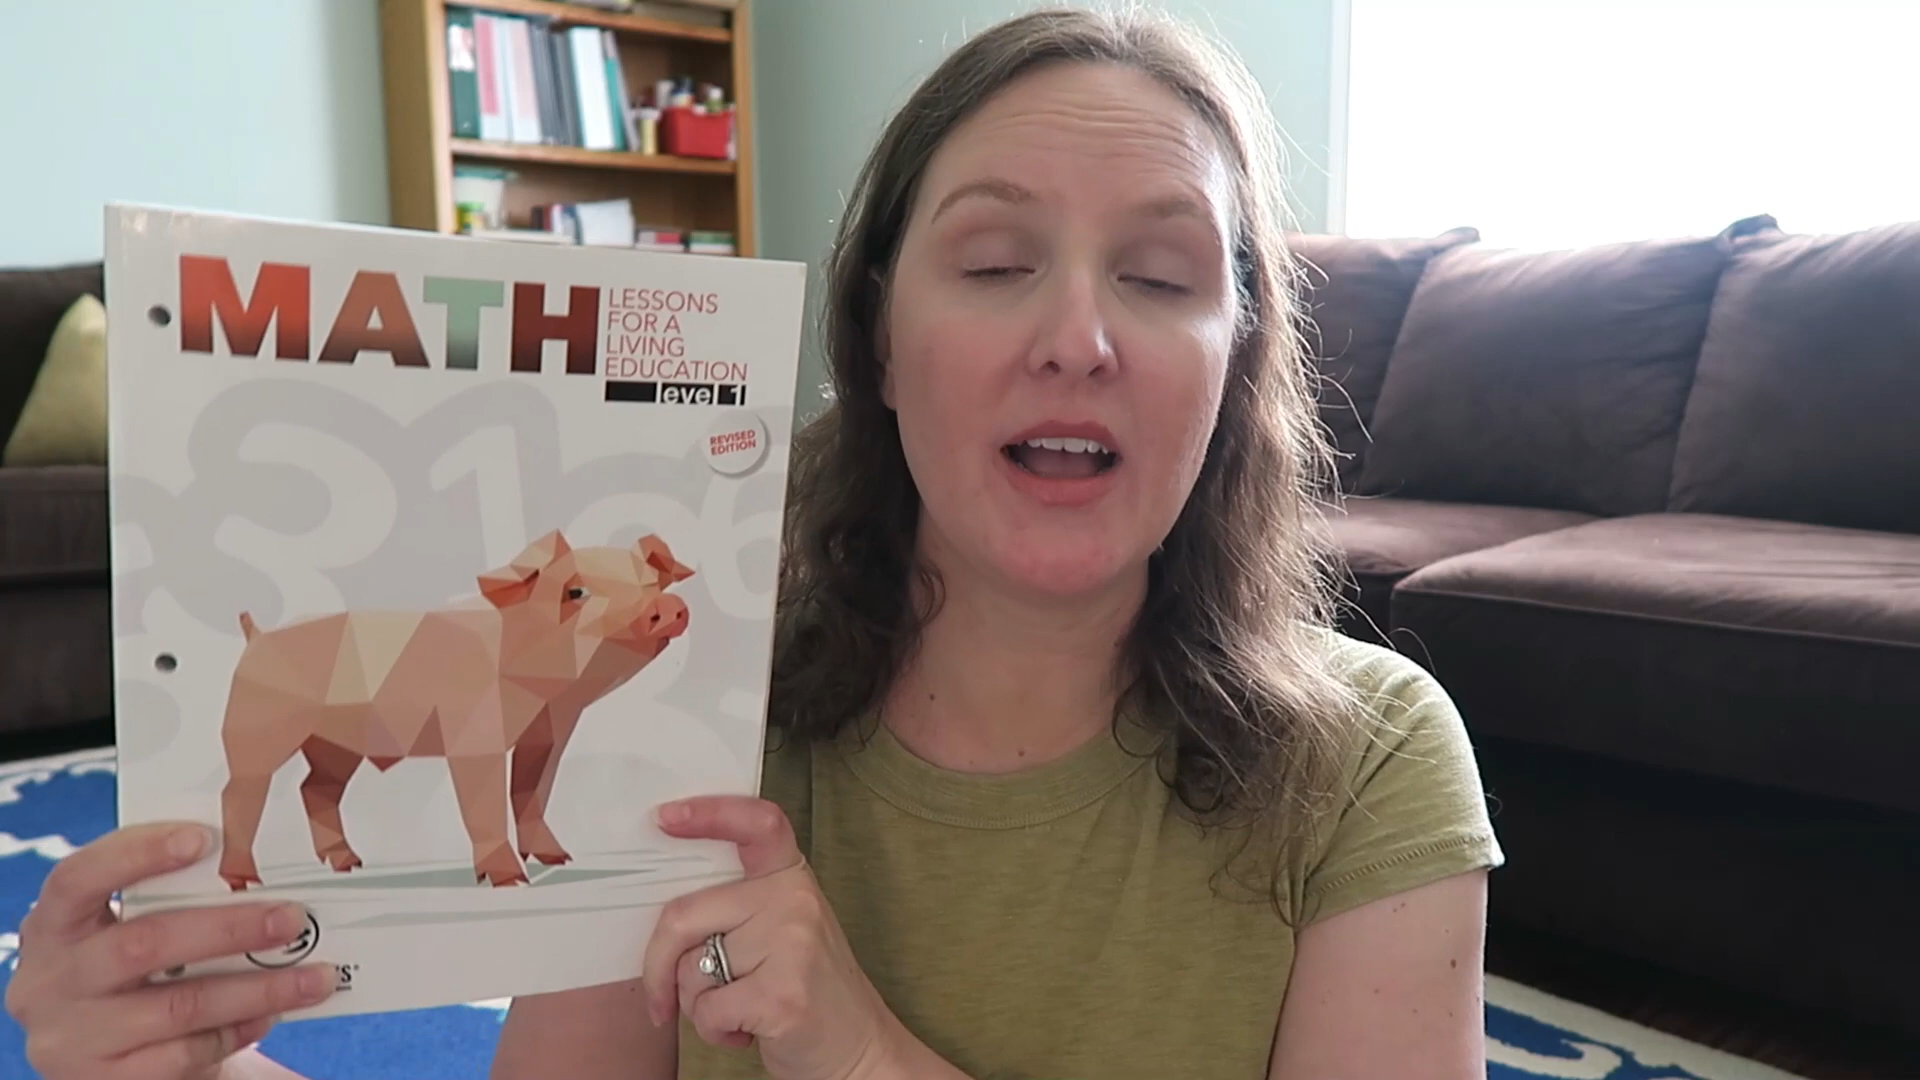 MATH
LESSONS
FOR A
LIVING
EDUCATION
level 1
REVISED
EDITION